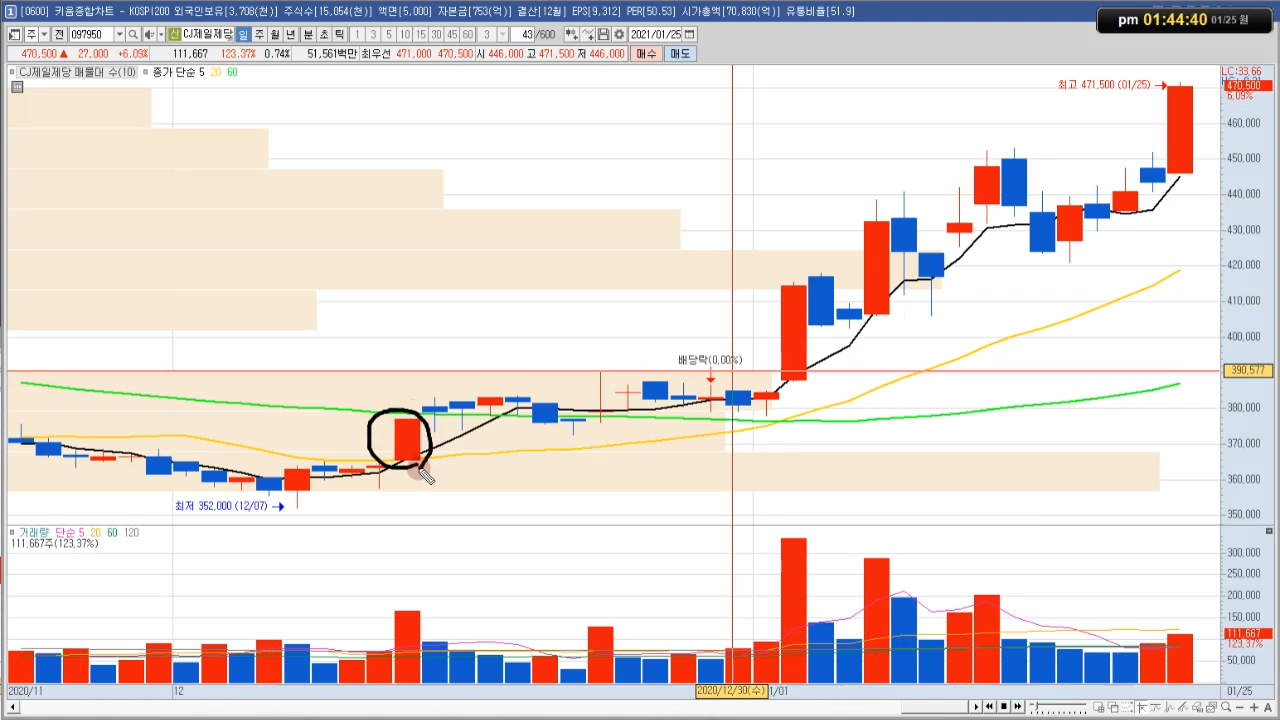 1 [0600] 키움종합차트 - KOSPI200 외국인보유[3,708(천)] 주식수[15,054(천)] 액면[5,000] 자본금[753(억)] 결산[12월] EPS[9,312] PER[50.53] 시가총액[70,830(억)] 유통비율[51.9]
pm 01:44:40 01/25 월
주 전 097950 신 CJ제일제당 일 주 월 년 분 초 틱 1 3 5 10 15 30 45 60 3 43 /600 2021/01/25
470,500 ▲ 27,000 +6.09% 111,667 123.37% 0.74% 51,561백만 최우선 471,000 470,500 시 446,000 고 471,500 저 446,000 매수 매도
CJ제일제당 매물대 수(10) 종가 단순 5 20 60
LC:33.66
최고 471,500 (01/25)
470,500
6.09%
460,000
450,000
440,000
430,000
420,000
410,000
400,000
배당락(0.00%)
390,577
380,000
370,000
360,000
최저 352,000 (12/07)
350,000
거래량 단순 5 20 60 120
111,667주(123.37%)
300,000
250,000
200,000
150,000
111,667
123.37%
50,000
2020/11 12 2020/12/30(수) 1/01 01/25
A